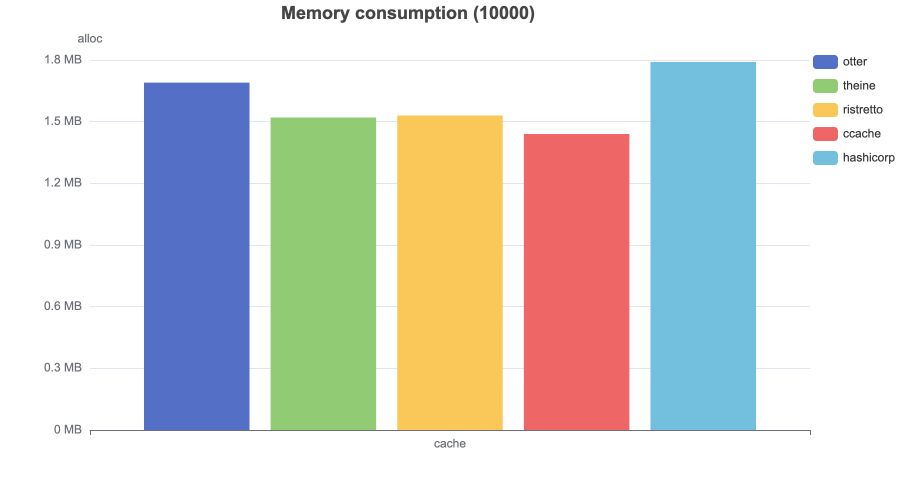 Memory consumption (10000)
alloc
1.8 MB
1.5 MB
1.2 MB
0.9 MB
0.6 MB
0.3 MB
0 MB
cache
otter
theine
ristretto
ccache
hashicorp